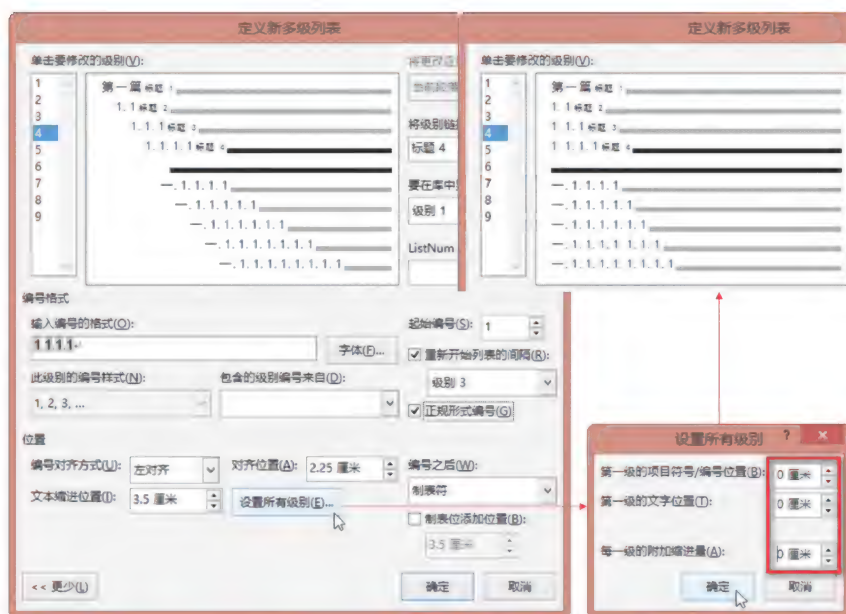 定义新多级列表
单击要修改的级别(V):
1
2
3
4
5
6
7
8
9
第一篇 标题 1
1.1 标题 2
1.1.1 标题 3
1.1.1.1 标题 4
一.1.1.1.1
一.1.1.1.1.1
一.1.1.1.1.1.1
一.1.1.1.1.1.1.1
一.1.1.1.1.1.1.1.1
将级别链
标题 4
要在库中
级别 1
ListNum
定义新多级列表
单击要修改的级别(V):
1
2
3
4
5
6
7
8
9
第一篇 标题 1
1.1 标题 2
1.1.1 标题 3
1.1.1.1 标题 4
一.1.1.1.1
一.1.1.1.1.1
一.1.1.1.1.1.1
一.1.1.1.1.1.1.1
一.1.1.1.1.1.1.1.1
编号格式
输入编号的格式(O):
1.1.1.1
字体(F)...
起始编号(S): 1
重新开始列表的间隔(R):
级别 3
此级别的编号样式(N):
包含的级别编号来自(D):
1, 2, 3, ...
正规形式编号(G)
位置
编号对齐方式(U): 左对齐
对齐位置(A): 2.25 厘米
编号之后(W):
制表符
文本缩进位置(I): 3.5 厘米
设置所有级别(E)...
制表位添加位置(B):
3.5 厘米
<< 更少(L)
确定
取消
设置所有级别
?
×
第一级的项目符号/编号位置(B): 0 厘米
第一级的文字位置(T): 0 厘米
每一级的附加缩进量(A): 0 厘米
确定
取消